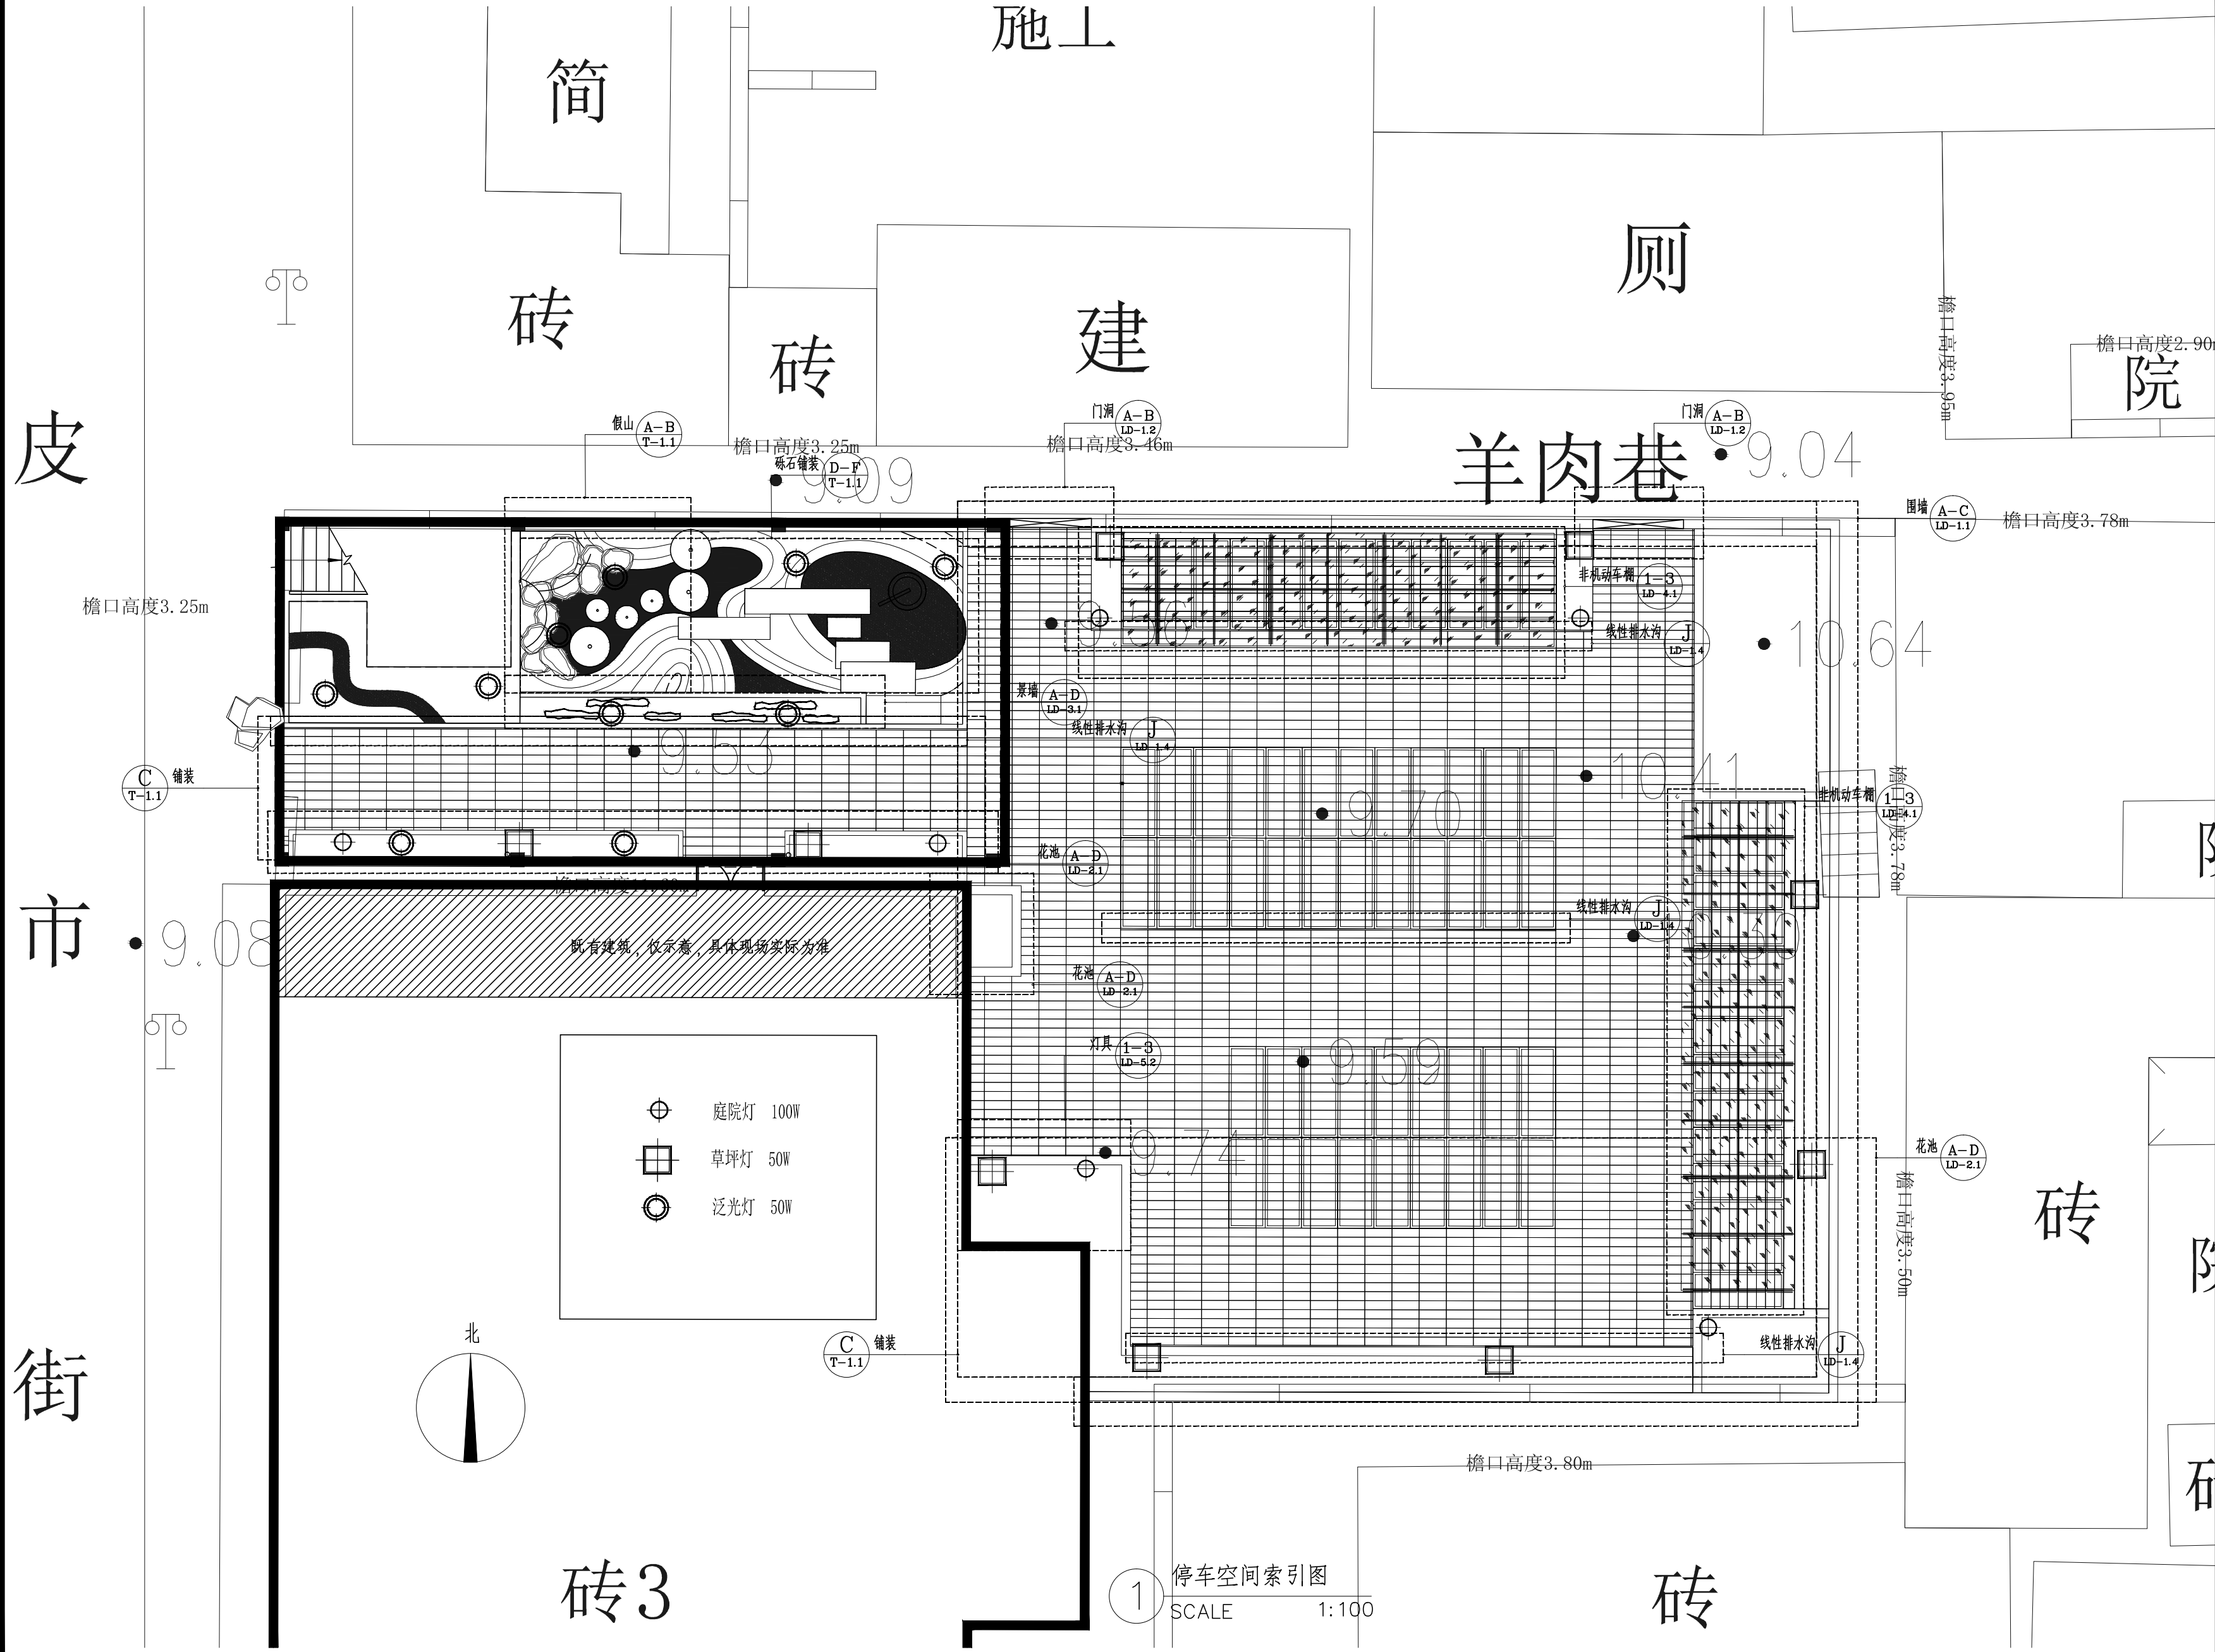 施工
简
厕
砖
砖
建
檐口高度3.95m
檐口高度2.90m
院
皮
假山
A-B
T-1.1
门洞
A-B
LD-1.2
门洞
A-B
LD-1.2
檐口高度3.25m
檐口高度3.46m
羊肉巷
9.04
砾石铺装
D-F
T-1.1
9.09
围墙
A-C
LD-1.1
檐口高度3.78m
檐口高度3.25m
非机动车棚
1-3
LD-4.1
线性排水沟
J
LD-1.4
10.64
景墙
A-D
LD-3.1
线性排水沟
J
LD-1.4
9.63
C
T-1.1
铺装
10.41
9.70
非机动车棚
1-3
LD-4.1
檐口高度3.78m
花池
A-D
LD-2.1
线性排水沟
J
LD-1.4
市
9.08
既有建筑，仅示意，具体现场实际为准
花池
A-D
LD-2.1
灯具
1-3
LD-5.2
9.59
庭院灯 100W
草坪灯 50W
泛光灯 50W
9.74
花池
A-D
LD-2.1
檐口高度3.50m
砖
街
北
C
T-1.1
铺装
线性排水沟
J
LD-1.4
檐口高度3.80m
砖3
1
停车空间索引图
SCALE 1:100
砖